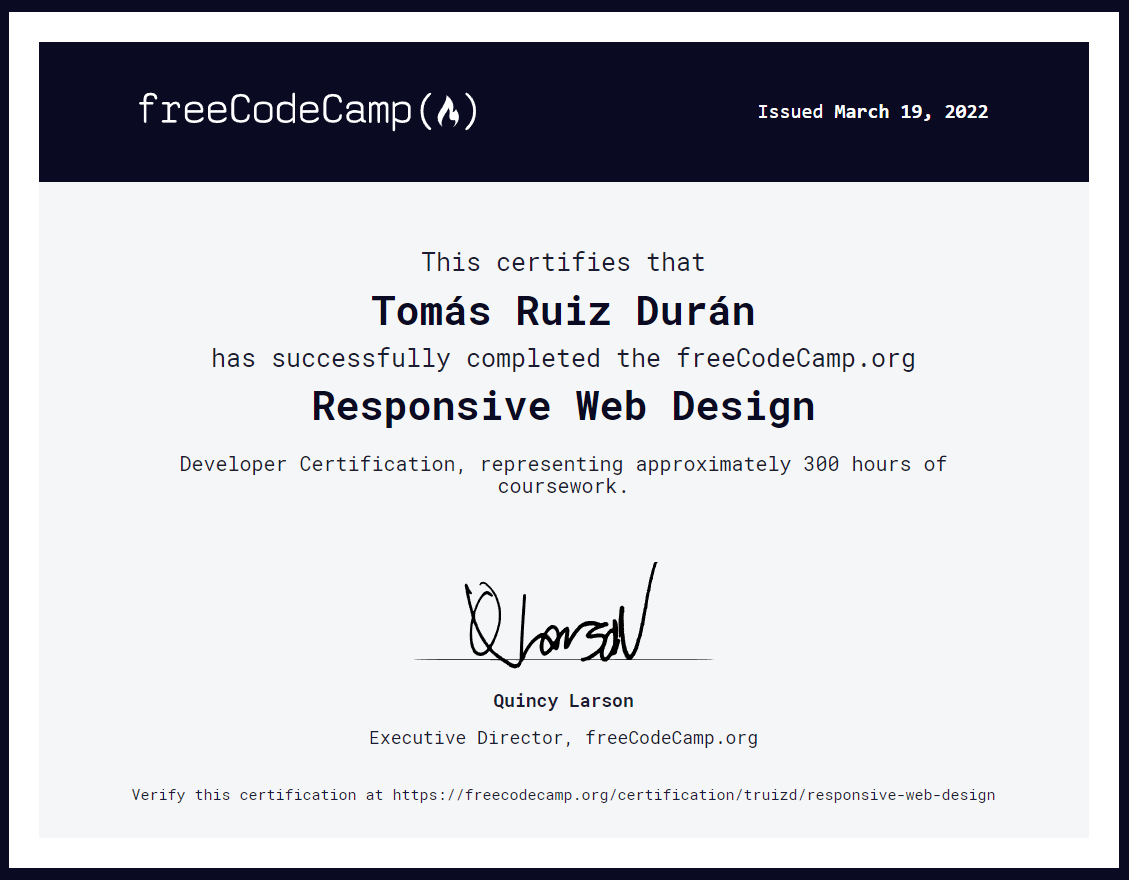 freeCodeCamp
Issued March 19, 2022
This certifies that
Tomás Ruiz Durán
has successfully completed the freeCodeCamp.org
Responsive Web Design
Developer Certification, representing approximately 300 hours of
coursework.
Q Larson
Quincy Larson
Executive Director, freeCodeCamp.org
Verify this certification at https://freecodecamp.org/certification/truizd/responsive-web-design